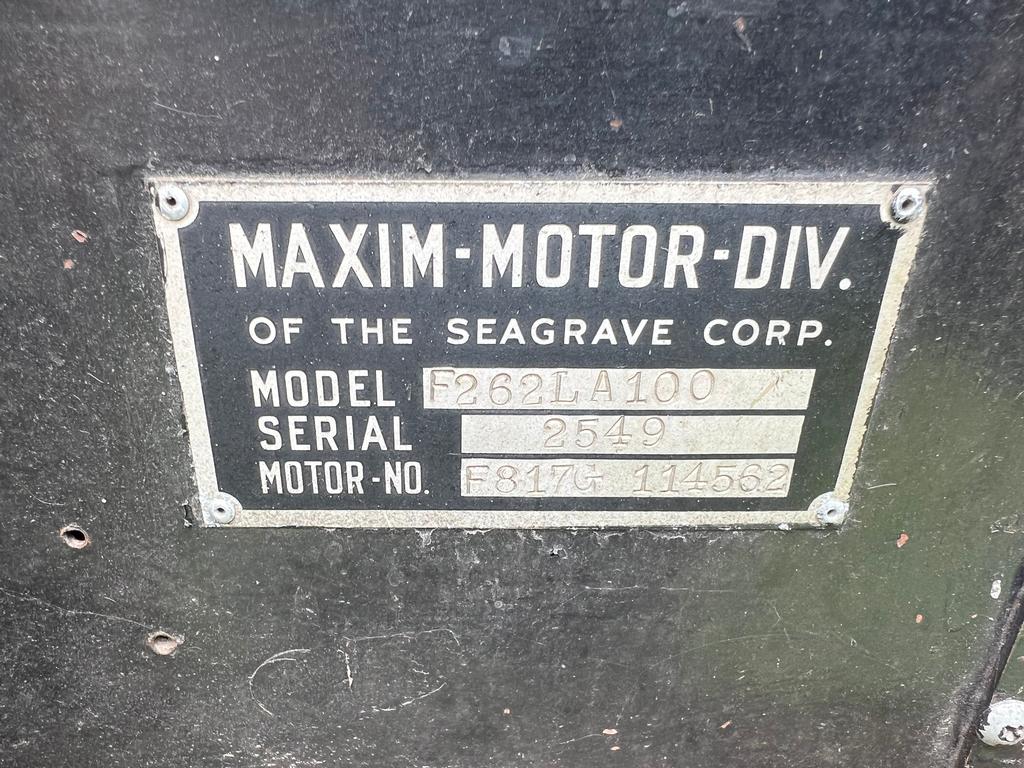 MAXIM-MOTOR-DIV.
OF THE SEAGRAVE CORP.
MODEL F262LA100
SERIAL 2549
MOTOR-NO. F817G 114562